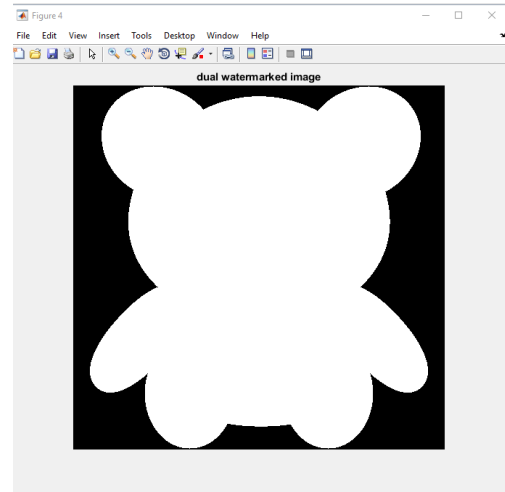 Figure 4
File Edit View Insert Tools Desktop Window Help
dual watermarked image